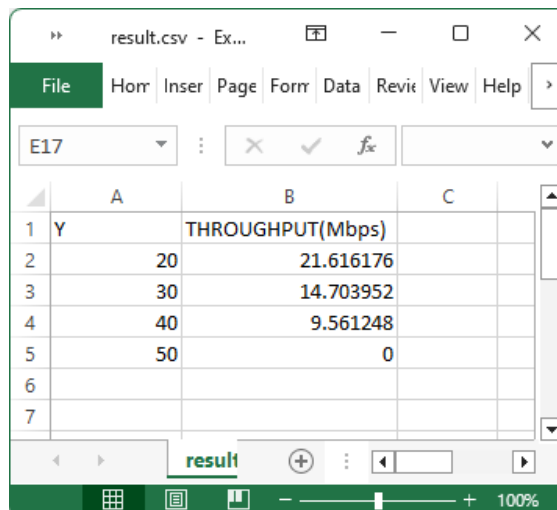 result.csv - Ex...
File Hom Inser Page Form Data Revie View Help
E17 fx
A B C
1 Y THROUGHPUT(Mbps)
2 20 21.616176
3 30 14.703952
4 40 9.561248
5 50 0
6
7
result
100%